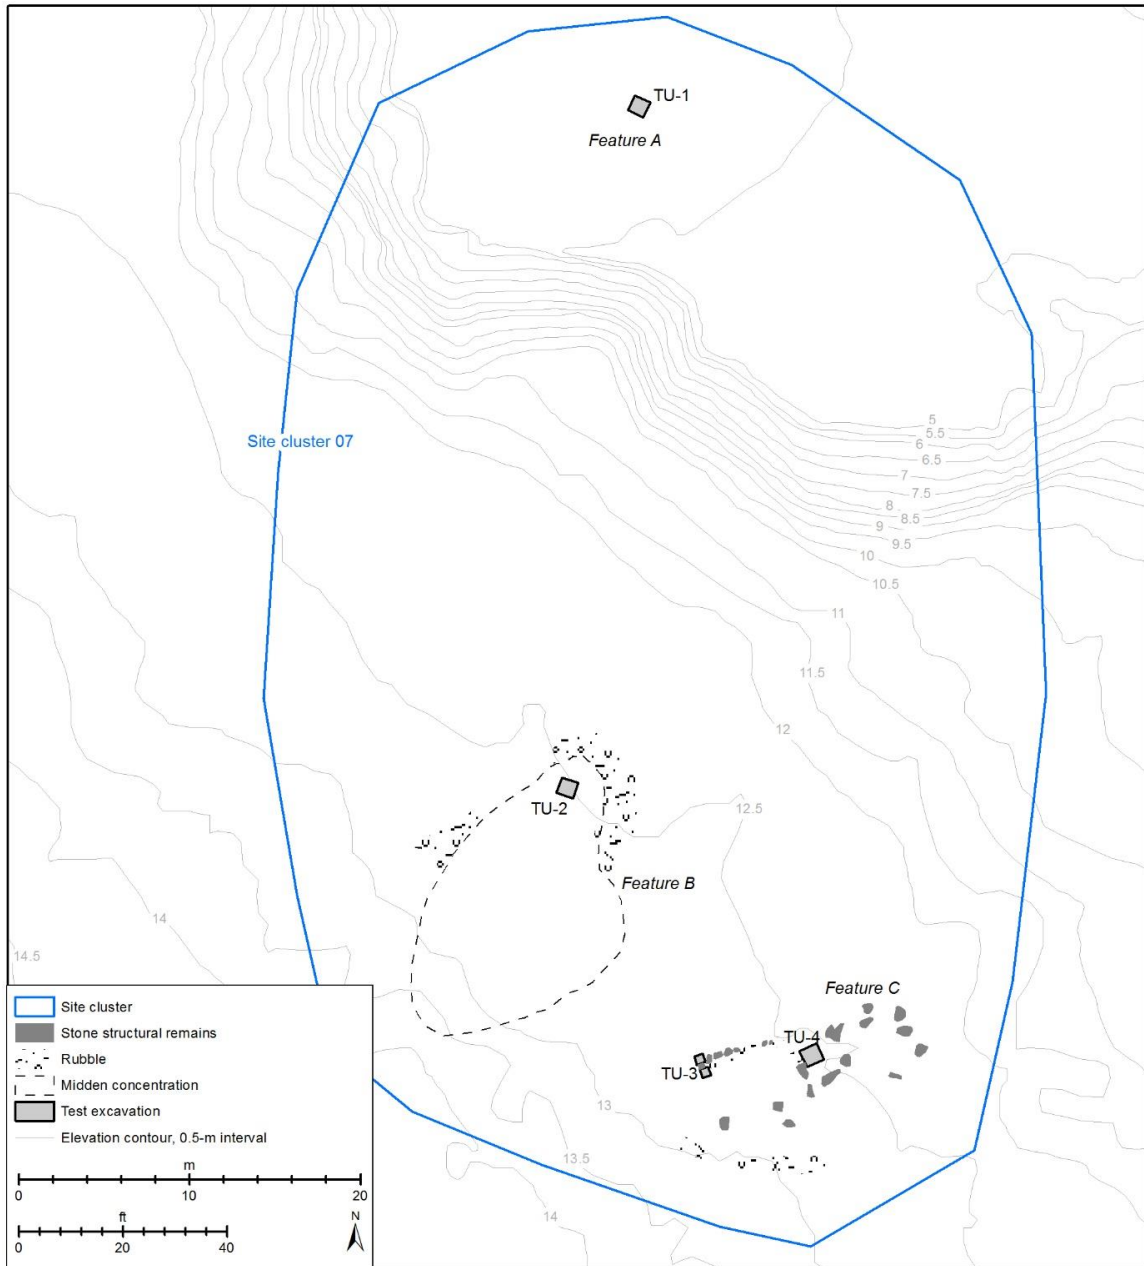 TU-1
Feature A
Site cluster 07
5
5.5
6
6.5
7
7.5
8
8.5
9
9.5
10
10.5
11
11.5
12
12.5
TU-2
Feature B
14
14.5
Feature C
TU-4
TU-3
13
13.5
14
Site cluster
Stone structural remains
Rubble
Midden concentration
Test excavation
Elevation contour, 0.5-m interval
m
0 10 20
ft
0 20 40
N